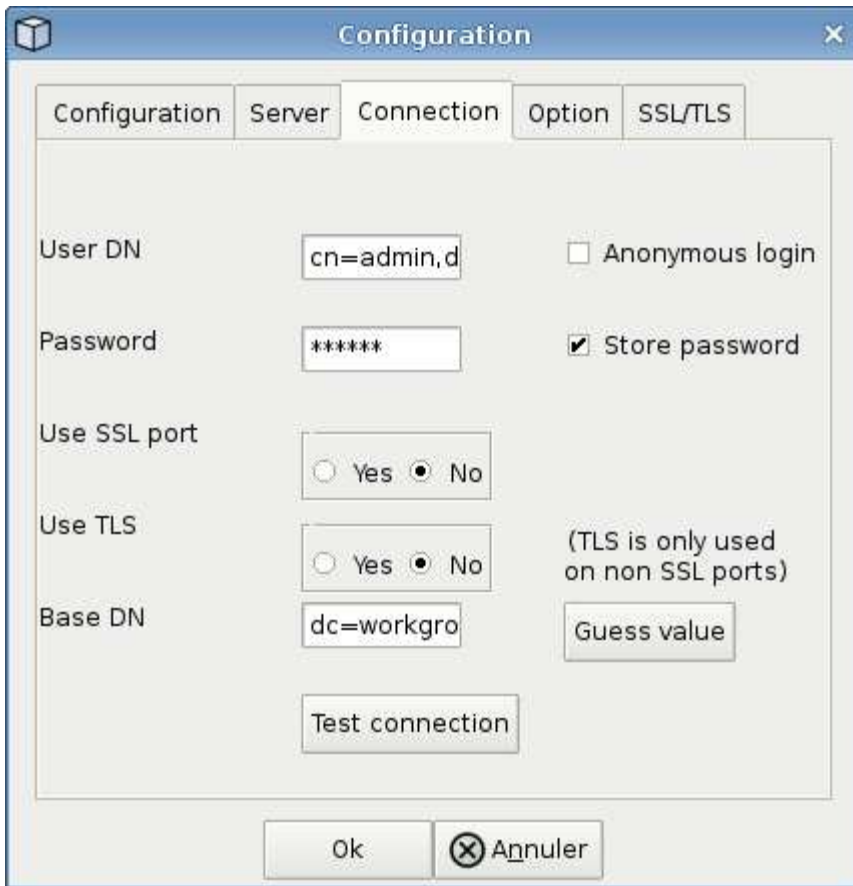 Configuration
Configuration Server Connection Option SSL/TLS
User DN cn=admin,d Anonymous login
Password ****** Store password
Use SSL port
Yes No
Use TLS
Yes No
(TLS is only used
on non SSL ports)
Base DN dc=workgro Guess value
Test connection
Ok Annuler